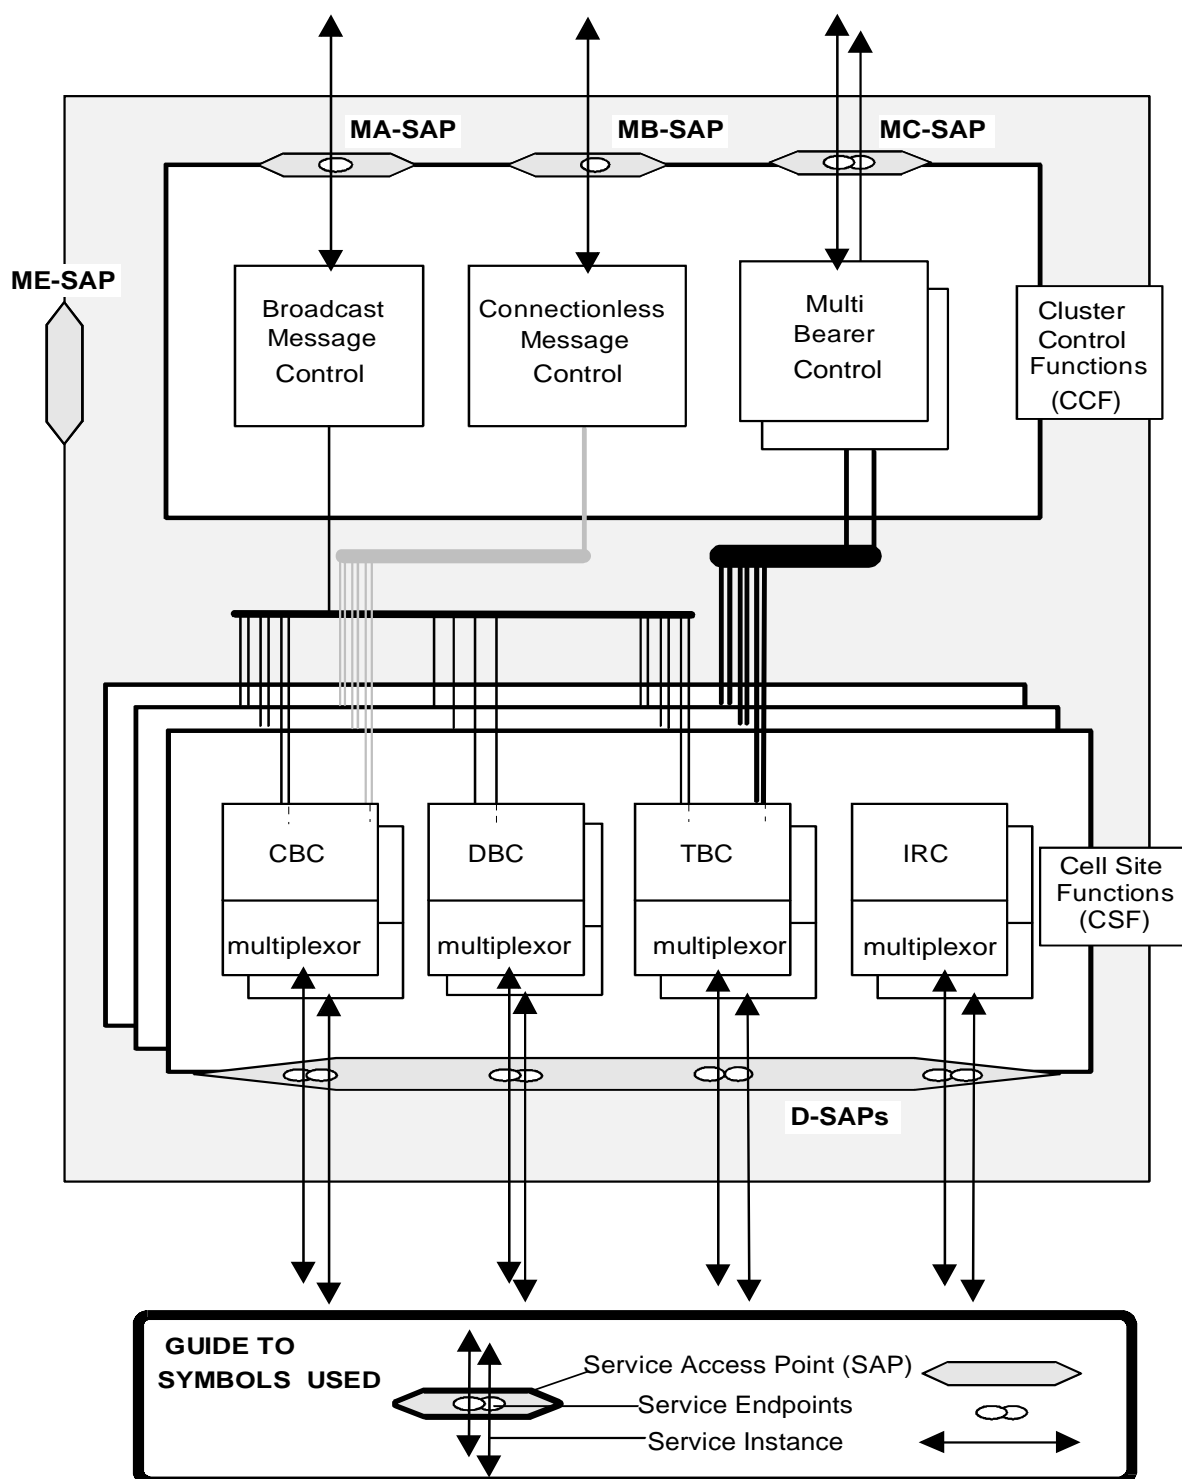 MA-SAP
MB-SAP
MC-SAP
ME-SAP
Broadcast
Message
Control
Connectionless
Message
Control
Multi
Bearer
Control
Cluster
Control
Functions
(CCF)
CBC
DBC
TBC
IRC
multiplexor
multiplexor
multiplexor
multiplexor
Cell Site
Functions
(CSF)
D-SAPs
GUIDE TO
SYMBOLS USED
Service Access Point (SAP)
Service Endpoints
Service Instance